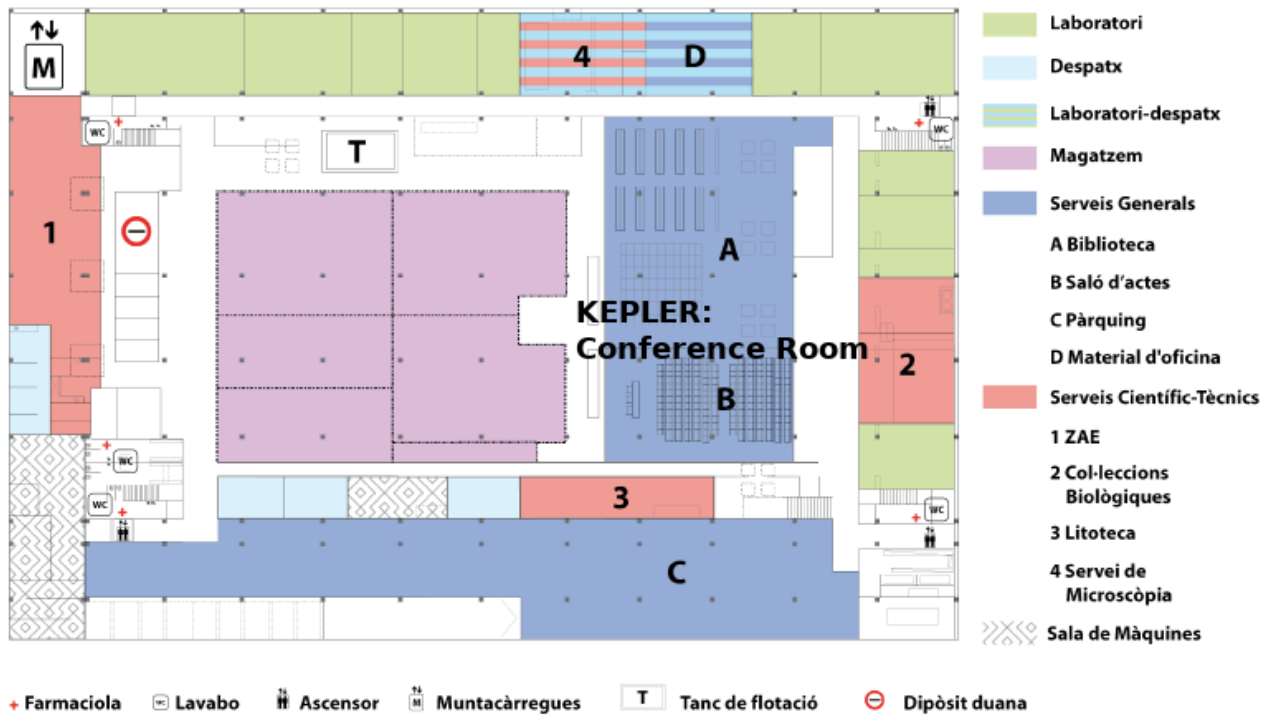 M
4
D
WC
WC
T
1
A
KEPLER:
Conference Room
2
B
WC
WC
3
WC
C
Laboratori
Despatx
Laboratori-despatx
Magatzem
Serveis Generals
A Biblioteca
B Saló d'actes
C Pàrquing
D Material d'oficina
Serveis Científic-Tècnics
1 ZAE
2 Col·leccions
Biològiques
3 Litoteca
4 Servei de
Microscòpia
Sala de Màquines
Farmaciola
WC Lavabo
Ascensor
M Muntacàrregues
T Tanc de flotació
Dipòsit duana